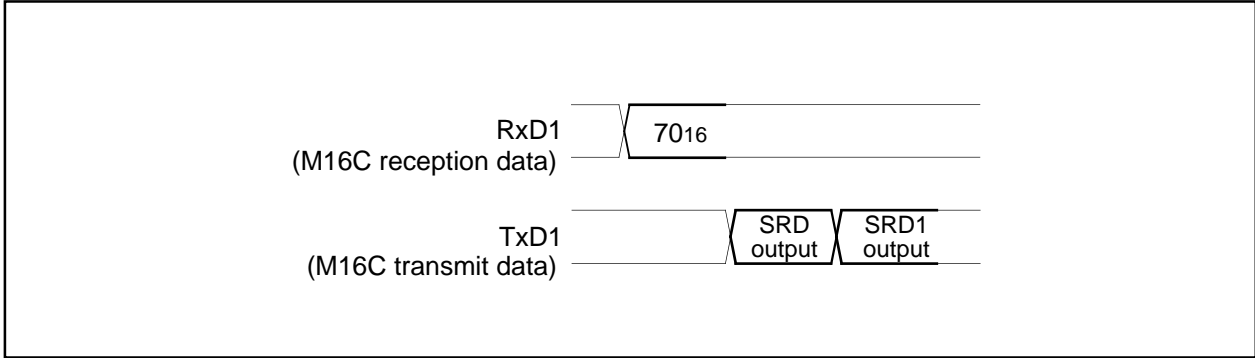 RxD1
(M16C reception data)
7016
TxD1
(M16C transmit data)
SRD
output
SRD1
output